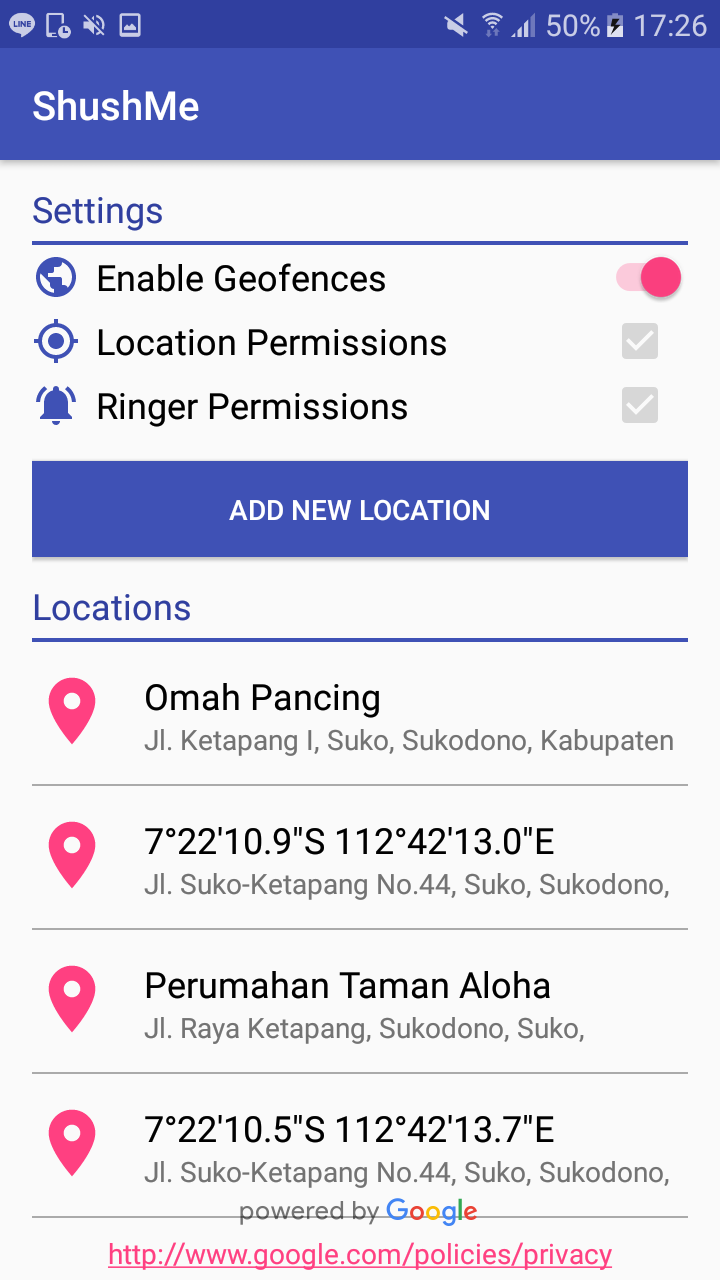 LINE
50% 17:26
ShushMe
Settings
Enable Geofences
Location Permissions
Ringer Permissions
ADD NEW LOCATION
Locations
Omah Pancing
Jl. Ketapang I, Suko, Sukodono, Kabupaten
7°22'10.9"S 112°42'13.0"E
Jl. Suko-Ketapang No.44, Suko, Sukodono,
Perumahan Taman Aloha
Jl. Raya Ketapang, Sukodono, Suko,
7°22'10.5"S 112°42'13.7"E
Jl. Suko-Ketapang No.44, Suko, Sukodono,
powered by Google
http://www.google.com/policies/privacy